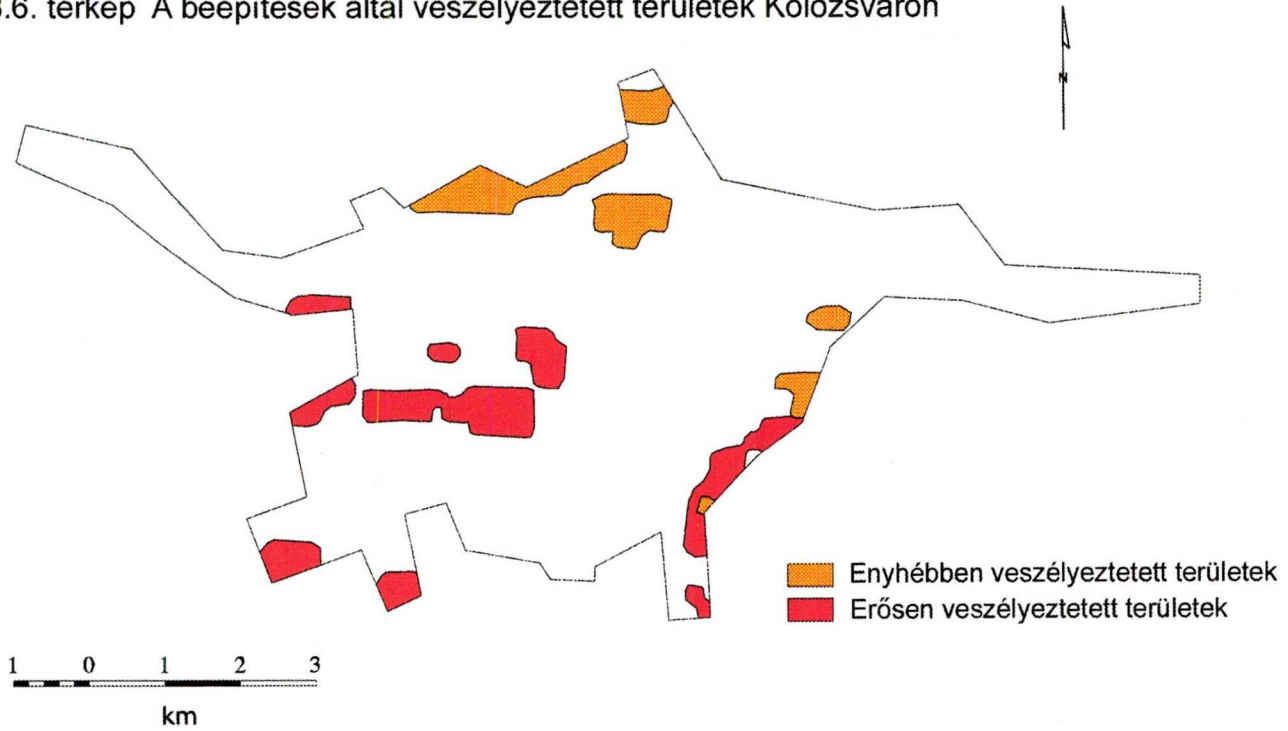 .6. térkép A beépítések által veszélyeztetett területek Kolozsváron
N
Enyhébben veszélyeztetett területek
Erősen veszélyeztetett területek
1 0 1 2 3
km